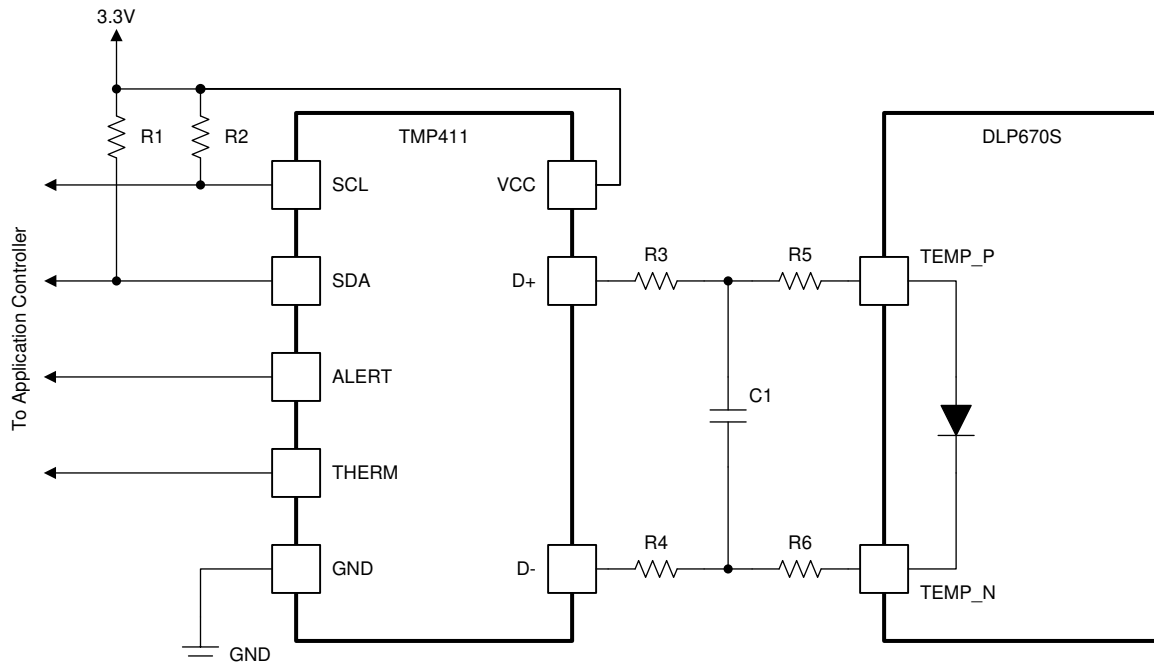 3.3V
R1
R2
TMP411
DLP670S
SCL
VCC
SDA
D+
R3
R5
TEMP_P
ALERT
C1
THERM
GND
D-
R4
R6
TEMP_N
GND
To Application Controller